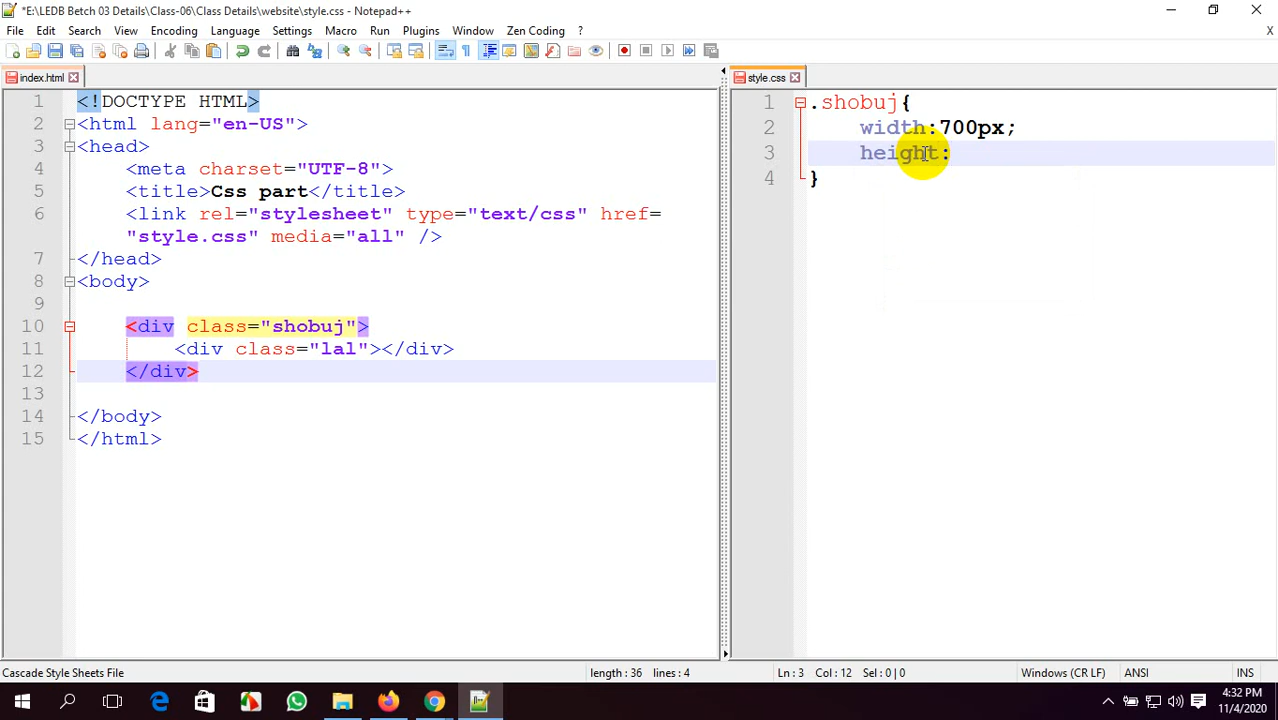 *E:\LEDB Betch 03 Details\Class-06\Class Details\website\style.css - Notepad++
File Edit Search View Encoding Language Settings Macro Run Plugins Window Zen Coding ? X
index.html style.css
1 <!DOCTYPE HTML>
2 <html lang="en-US">
3 <head>
4 <meta charset="UTF-8">
5 <title>Css part</title>
6 <link rel="stylesheet" type="text/css" href=
"style.css" media="all" />
7 </head>
8 <body>
9
10 <div class="shobuj">
11 <div class="lal"></div>
12 </div>
13
14 </body>
15 </html>
1 .shobuj{
2 width:700px;
3 height:
4 }
Cascade Style Sheets File length : 36 lines : 4 Ln : 3 Col : 12 Sel : 0 | 0 Windows (CR LF) ANSI INS
4:32 PM
11/4/2020